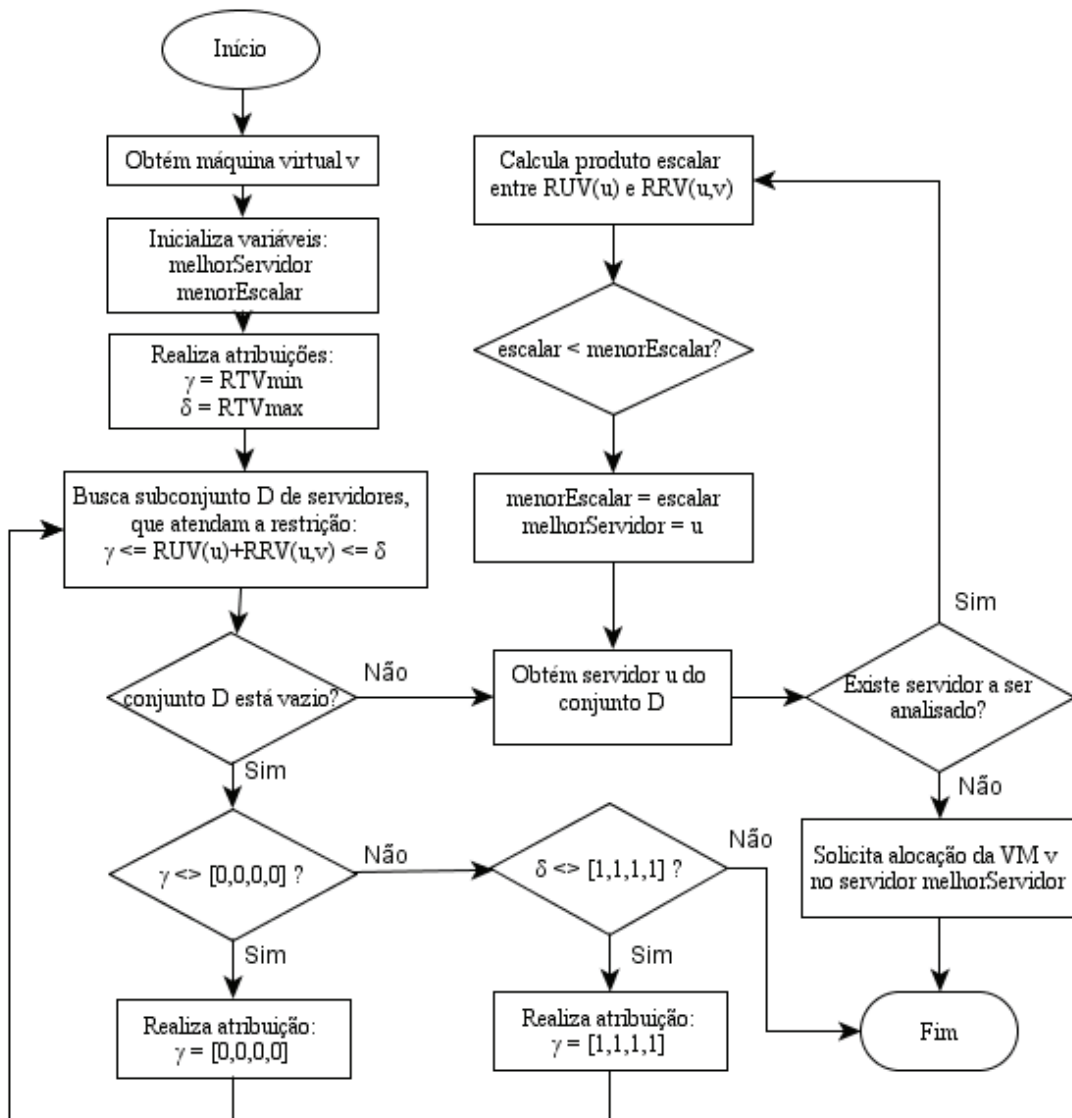 Início
Obtém máquina virtual v
Inicializa variáveis:
melhorServidor
menorEscalar
Realiza atribuições:
γ = RTVmin
δ = RTVmax
Busca subconjunto D de servidores,
que atendam a restrição:
γ <= RUV(u)+RRV(u,v) <= δ
conjunto D está vazio?
Não
Sim
γ <> [0,0,0,0] ?
Não
Sim
Realiza atribuição:
γ = [0,0,0,0]
δ <> [1,1,1,1] ?
Não
Sim
Realiza atribuição:
γ = [1,1,1,1]
Calcula produto escalar
entre RUV(u) e RRV(u,v)
escalar < menorEscalar?
menorEscalar = escalar
melhorServidor = u
Obtém servidor u do
conjunto D
Sim
Existe servidor a ser
analisado?
Não
Solicita alocação da VM v
no servidor melhorServidor
Fim